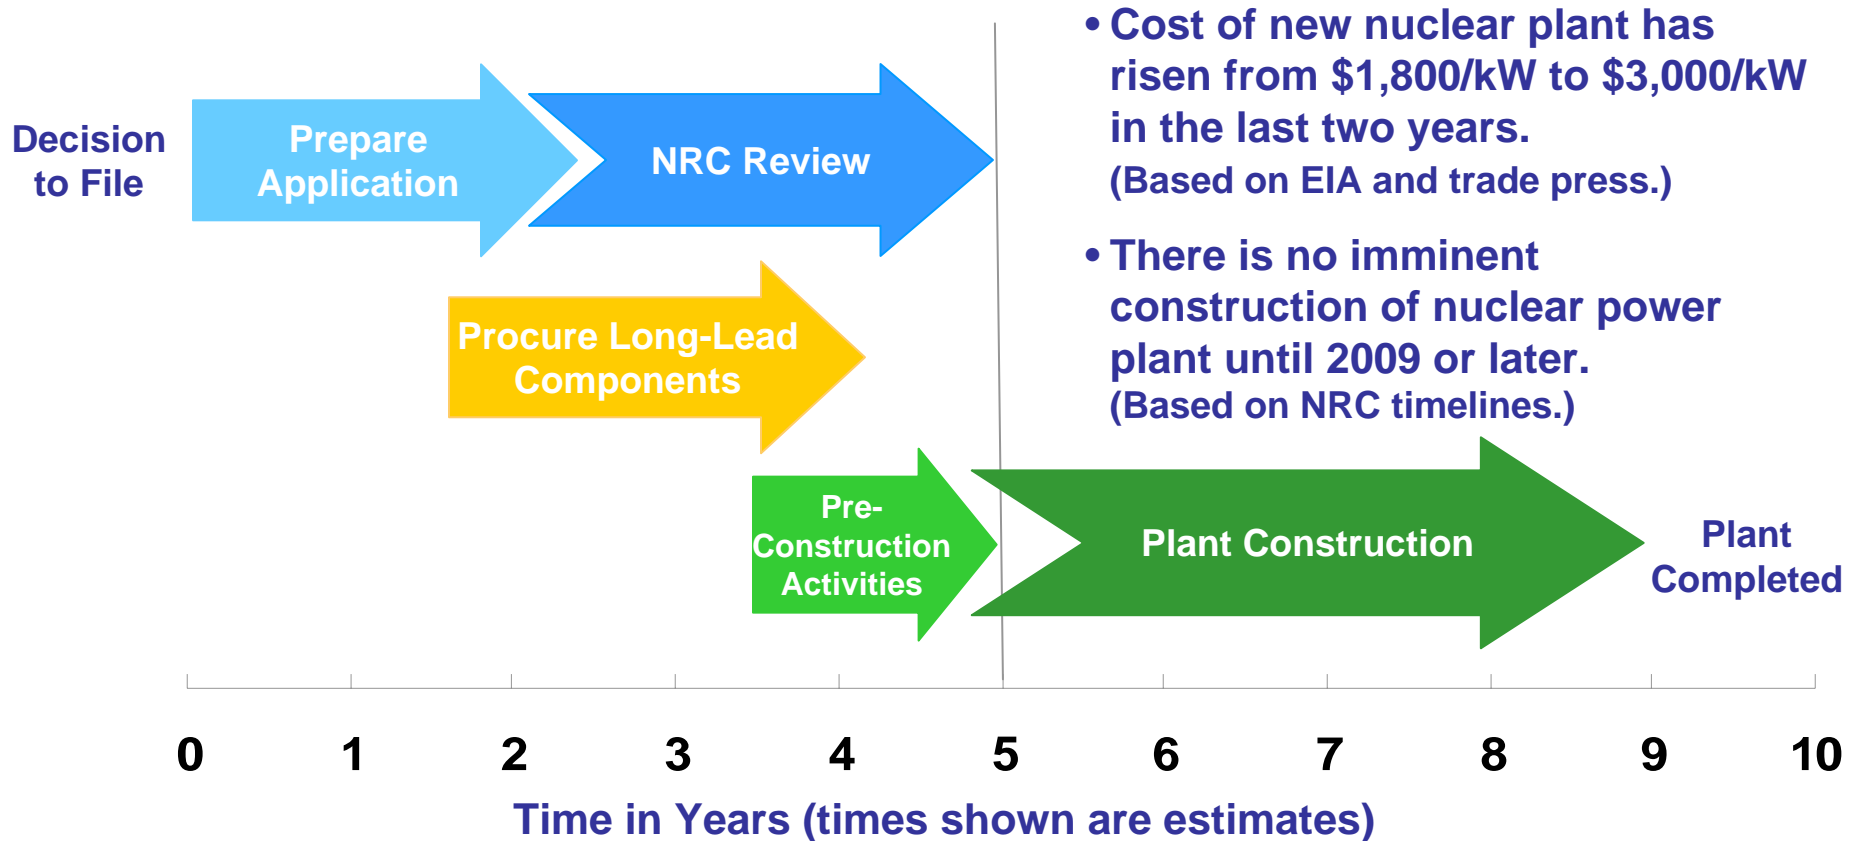 Decision
to File
Prepare
Application
NRC Review
• Cost of new nuclear plant has
risen from $1,800/kW to $3,000/kW
in the last two years.
(Based on EIA and trade press.)
• There is no imminent
construction of nuclear power
plant until 2009 or later.
(Based on NRC timelines.)
Procure Long-Lead
Components
Pre-
Construction
Activities
Plant Construction
Plant
Completed
0 1 2 3 4 5 6 7 8 9 10
Time in Years (times shown are estimates)